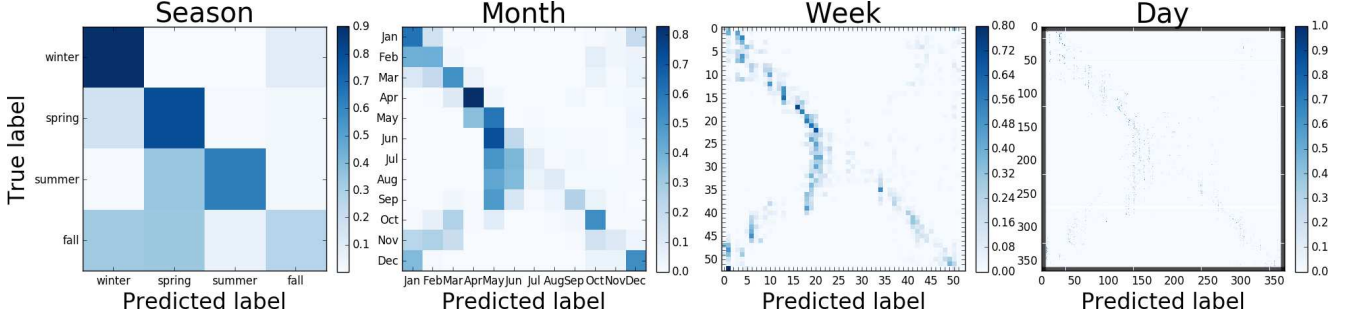 Season
True label
winter
spring
summer
fall
winter spring summer fall
Predicted label
0.9
0.8
0.7
0.6
0.5
0.4
0.3
0.2
0.1
Month
Jan
Feb
Mar
Apr
May
Jun
Jul
Aug
Sep
Oct
Nov
Dec
Jan Feb Mar Apr May Jun Jul Aug Sep Oct Nov Dec
Predicted label
0.8
0.7
0.6
0.5
0.4
0.3
0.2
0.1
0.0
Week
0
5
10
15
20
25
30
35
40
45
50
0 5 10 15 20 25 30 35 40 45 50
Predicted label
0.80
0.72
0.64
0.56
0.48
0.40
0.32
0.24
0.16
0.08
0.00
Day
0
50
100
150
200
250
300
350
0 50 100 150 200 250 300 350
Predicted label
1.0
0.9
0.8
0.7
0.6
0.5
0.4
0.3
0.2
0.1
0.0